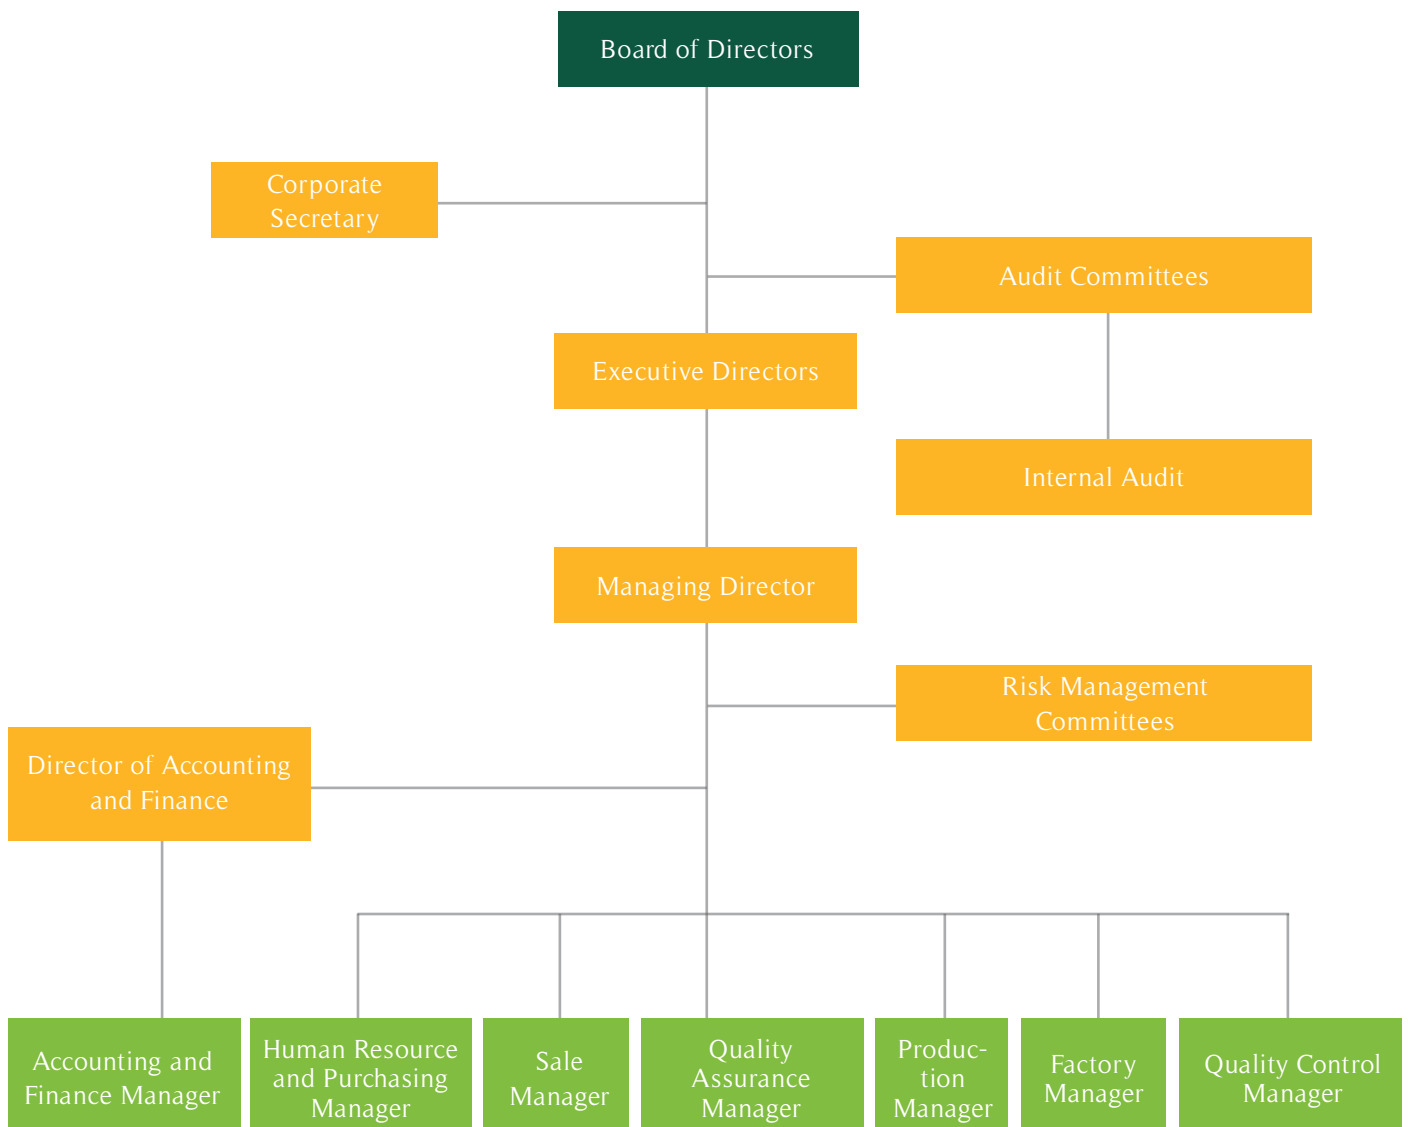 Board of Directors
Corporate
Secretary
Audit Committees
Executive Directors
Internal Audit
Managing Director
Risk Management
Committees
Director of Accounting
and Finance
Accounting and
Finance Manager
Human Resource
and Purchasing
Manager
Sale
Manager
Quality
Assurance
Manager
Produc-
tion
Manager
Factory
Manager
Quality Control
Manager